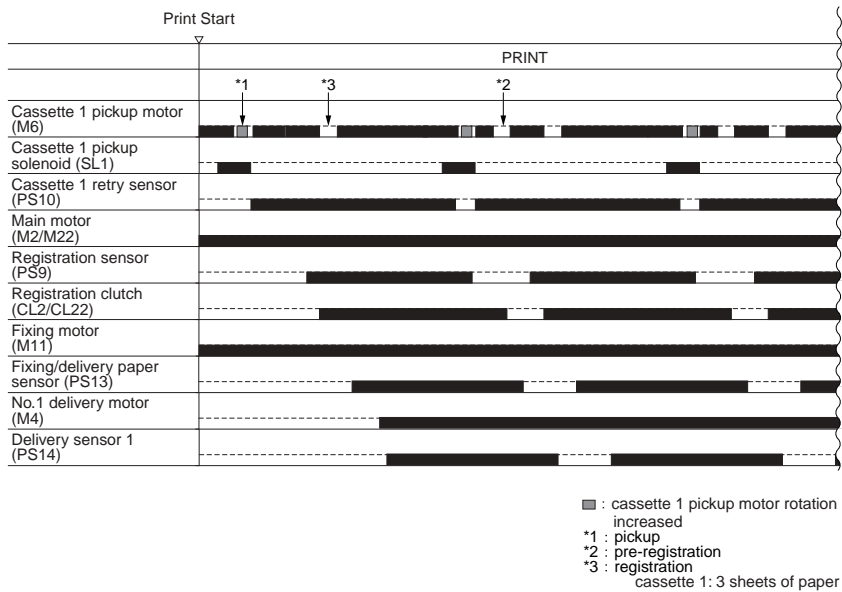 Print Start
PRINT
*1 *3 *2
Cassette 1 pickup motor
(M6)
Cassette 1 pickup
solenoid (SL1)
Cassette 1 retry sensor
(PS10)
Main motor
(M2/M22)
Registration sensor
(PS9)
Registration clutch
(CL2/CL22)
Fixing motor
(M11)
Fixing/delivery paper
sensor (PS13)
No.1 delivery motor
(M4)
Delivery sensor 1
(PS14)
: cassette 1 pickup motor rotation
increased
*1 : pickup
*2 : pre-registration
*3 : registration
cassette 1: 3 sheets of paper